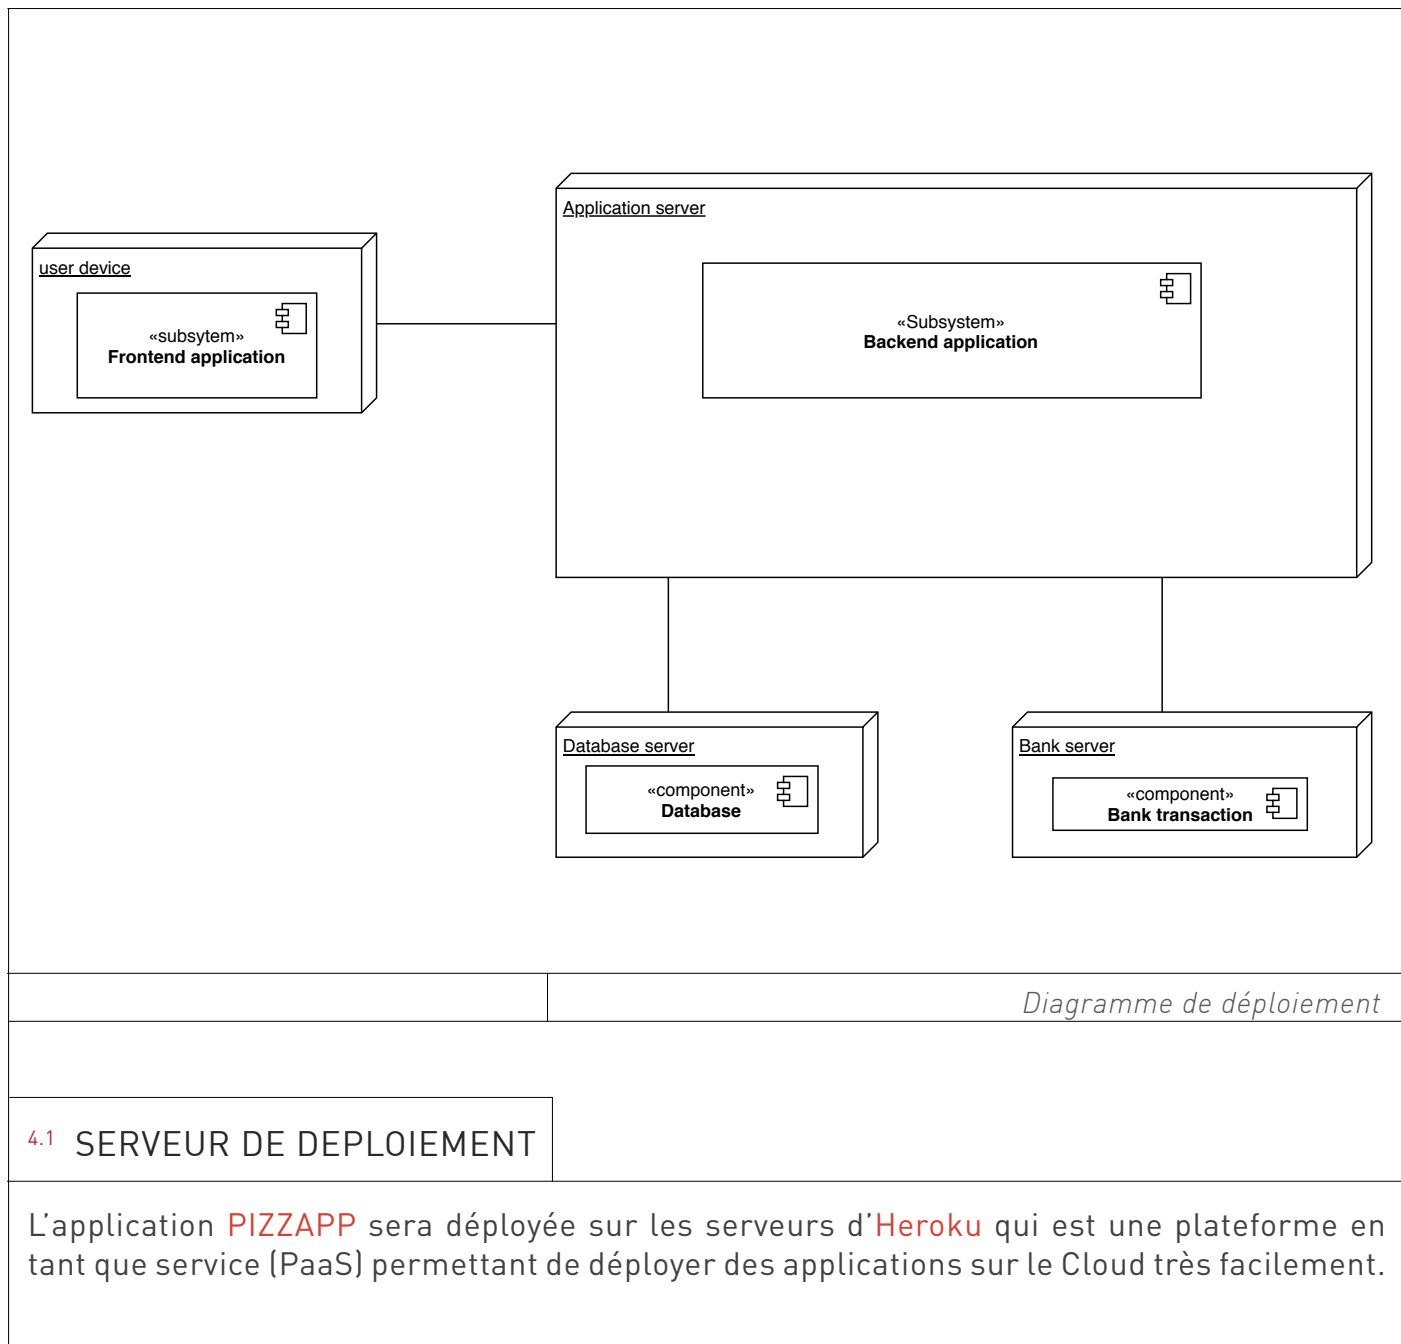 Application server
user device
«subsytem»
Frontend application
«Subsystem»
Backend application
Database server
«component»
Database
Bank server
«component»
Bank transaction
Diagramme de déploiement
4.1 SERVEUR DE DEPLOIEMENT
L’application PIZZAPP sera déployée sur les serveurs d’Heroku qui est une plateforme en
tant que service (PaaS) permettant de déployer des applications sur le Cloud très facilement.